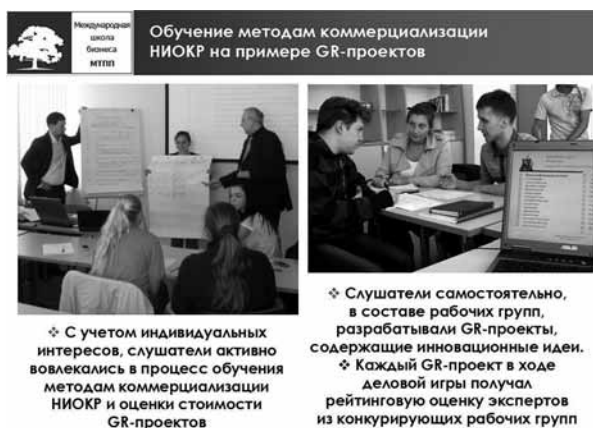 Международная
школа
бизнеса
МТПП
Обучение методам коммерциализации
НИОКР на примере GR-проектов
❖ С учетом индивидуальных
интересов, слушатели активно
вовлекались в процесс обучения
методам коммерциализации
НИОКР и оценки стоимости
GR-проектов
❖ Слушатели самостоятельно,
в составе рабочих групп,
разрабатывали GR-проекты,
содержащие инновационные идеи.
❖ Каждый GR-проект в ходе
деловой игры получал
рейтинговую оценку экспертов
из конкурирующих рабочих групп
ASUS